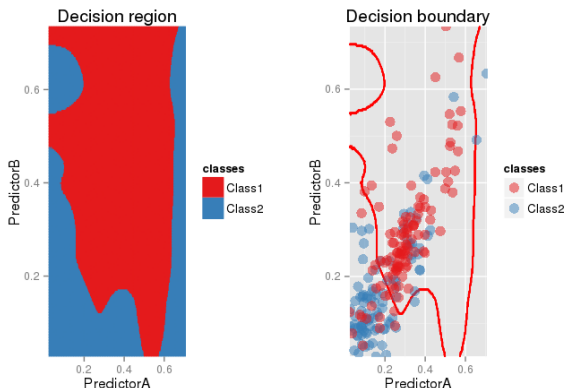 Decision region
Decision boundary
PredictorB
0.6
0.4
0.2
0.2
0.4
0.6
PredictorA
classes
Class1
Class2
PredictorB
0.6
0.4
0.2
0.2
0.4
0.6
PredictorA
classes
Class1
Class2